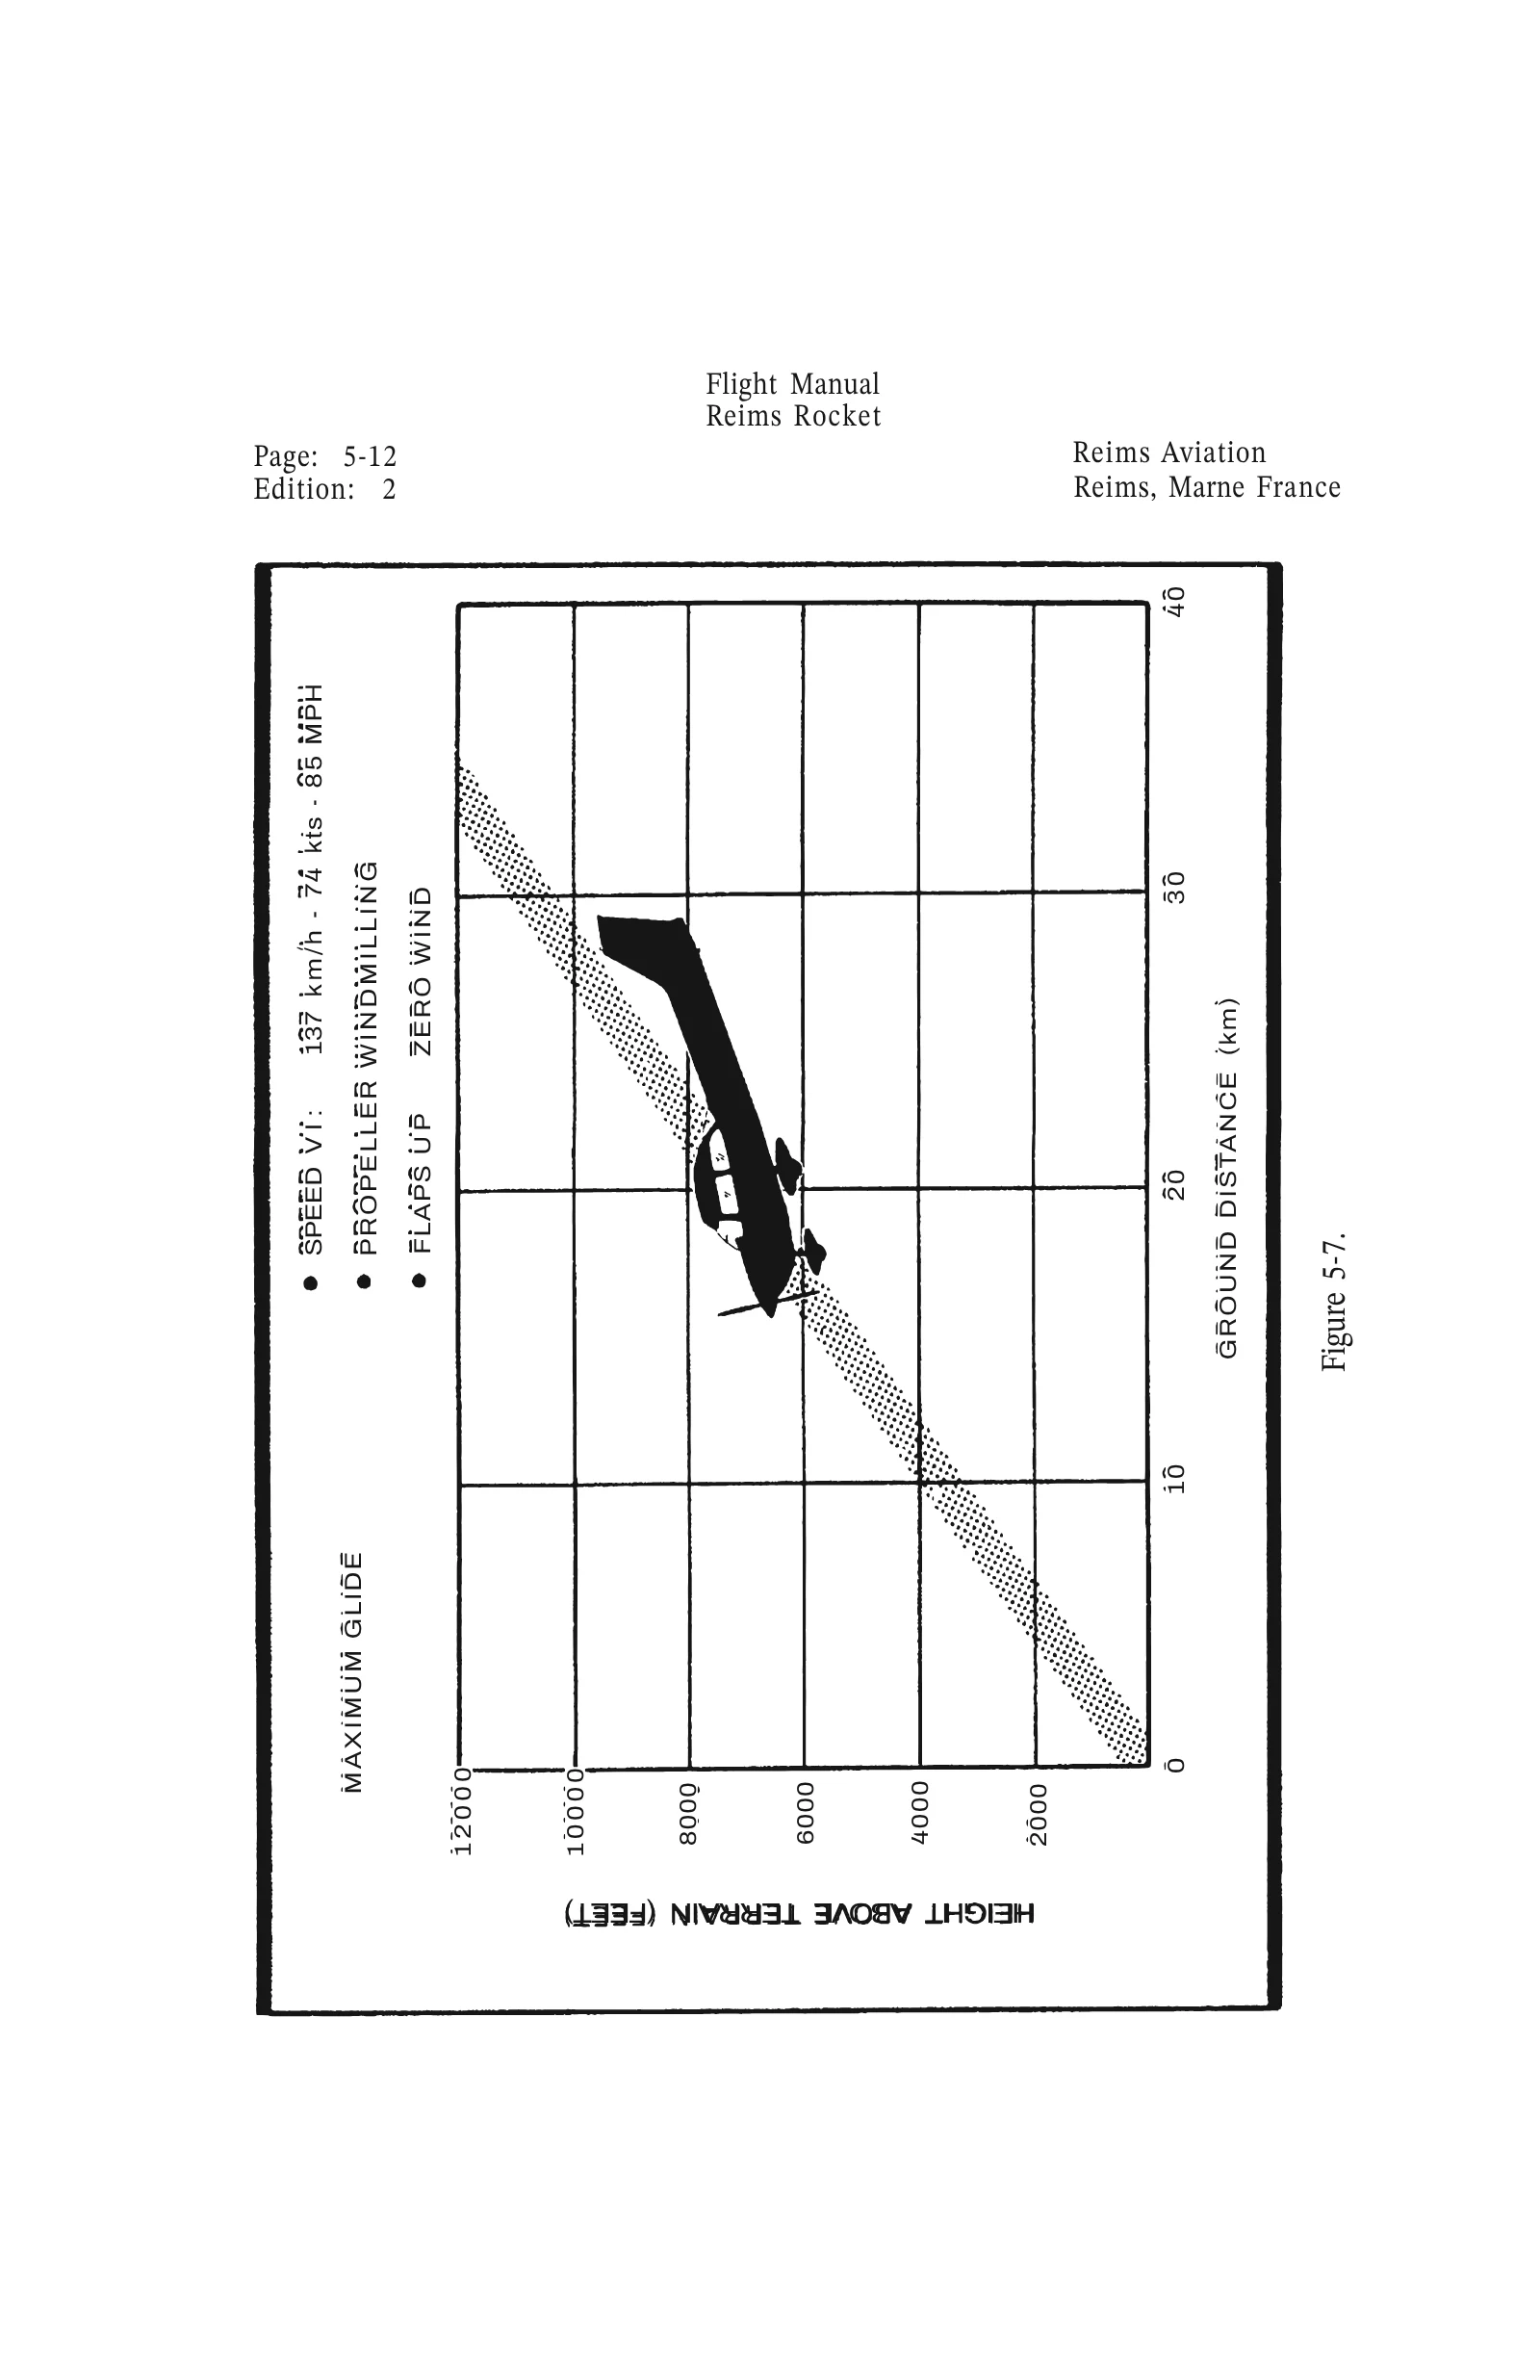 Flight Manual
Reims Rocket
Page: 5-12
Edition: 2
Reims Aviation
Reims, Marne France
MAXIMUM GLIDE
● SPEED VI: 137 km/h - 74 kts - 85 MPH
● PROPELLER WINDMILLING
● FLAPS UP ZERO WIND
HEIGHT ABOVE TERRAIN (FEET)
12000
10000
8000
6000
4000
2000
0
10
20
30
40
GROUND DISTANCE (km)
Figure 5-7.